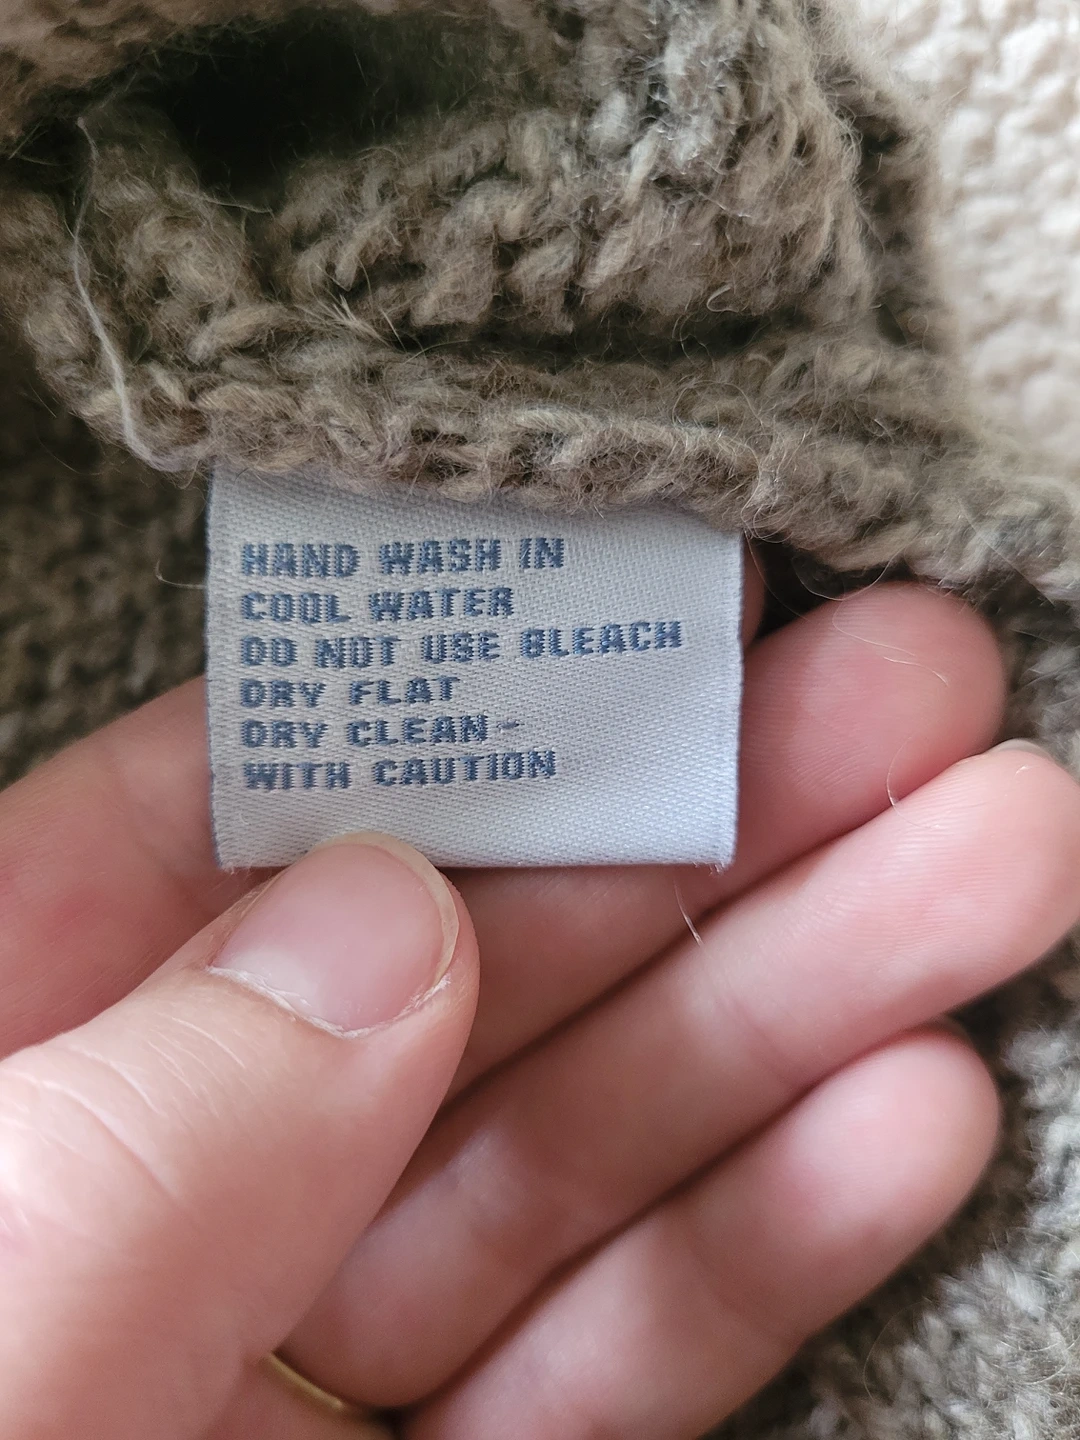 HAND WASH IN
COOL WATER
DO NOT USE BLEACH
DRY FLAT
DRY CLEAN-
WITH CAUTION